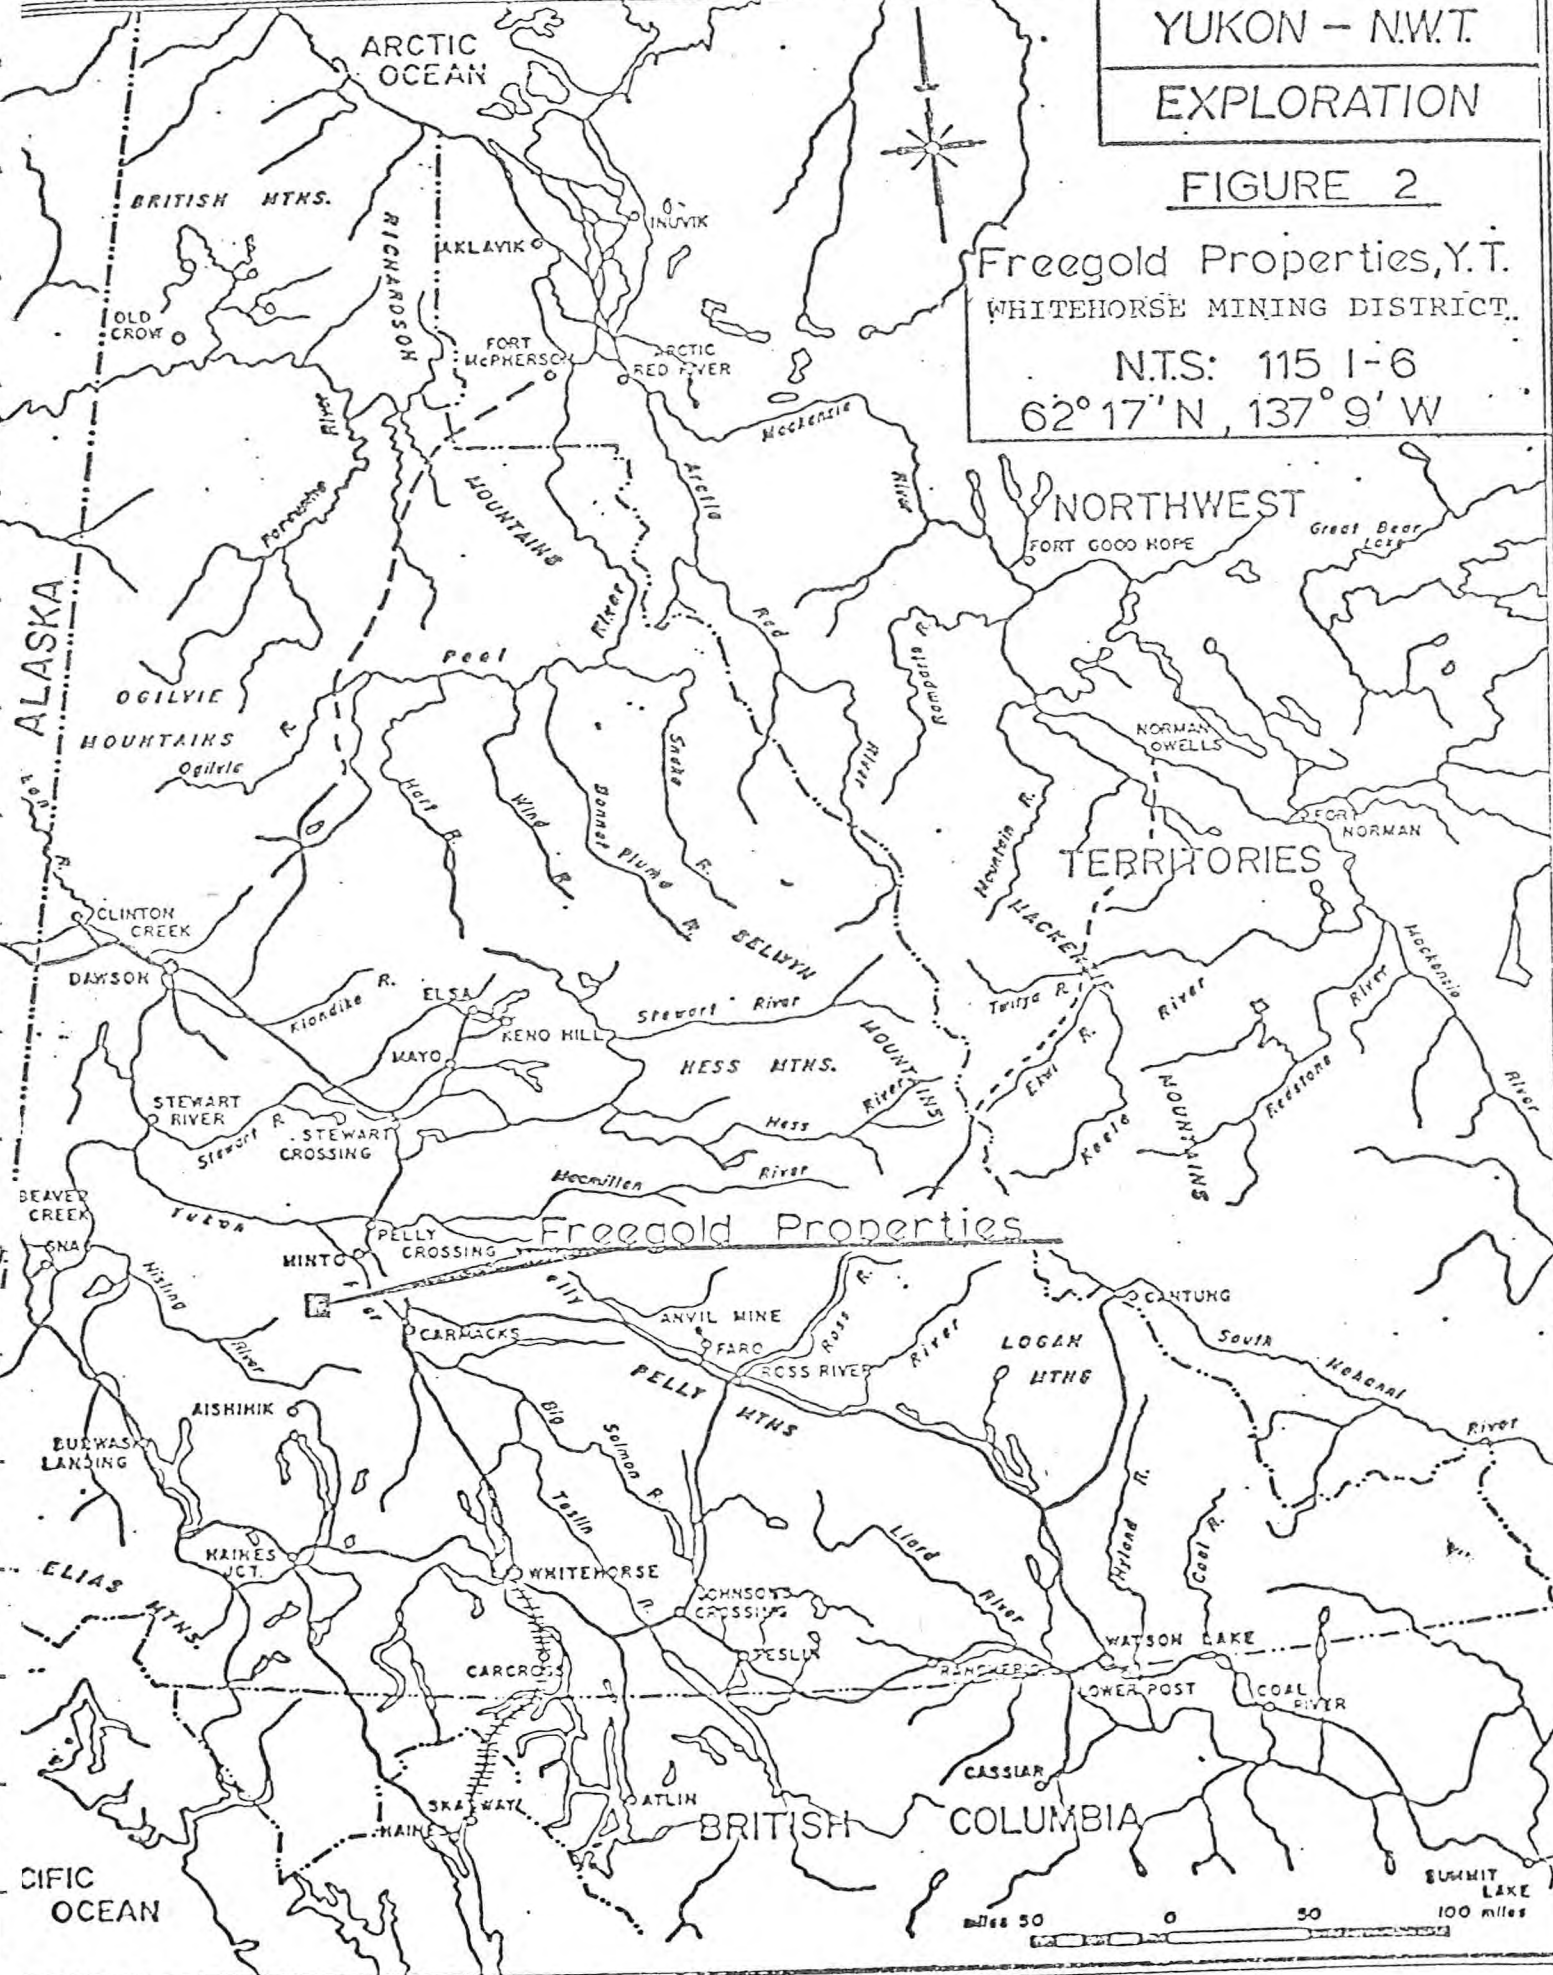 YUKON – N.W.T.
EXPLORATION
FIGURE 2
Freegold Properties, Y.T.
WHITEHORSE MINING DISTRICT
N.T.S: 115 I-6
62° 17' N, 137° 9' W
ARCTIC
OCEAN
BRITISH MTNS.
RICHARDSON
INUVIK
AKLAVIK
OLD
CROW
FORT
McPHERSON
ARCTIC
RED RIVER
River
Porcupine
MOUNTAINS
Mackenzie
River
Arctic
Red
River
NORTHWEST
FORT GOOD HOPE
Great Bear
Lake
ALASKA
River
Peel
OGILVIE
MOUNTAINS
Ogilvie
R.
Ramparts R.
NORMAN
WELLS
Hart R.
Wind R.
Bonnet Plume R.
Snake R.
Mountain R.
FORT
NORMAN
TERRITORIES
R.
CLINTON
CREEK
DAWSON
SELWYN
Mackenzie
River
Klondike R.
ELSA
KENO HILL
MAYO
Stewart River
Twitya R.
River
HESS MTNS.
MOUNTAINS
Ekwi R.
Keele
MOUNTAINS
Redstone
River
STEWART
RIVER
Stewart R.
STEWART
CROSSING
Hess River
Macmillan River
BEAVER
CREEK
SNAG
Yukon
PELLY
CROSSING
Freegold Properties
MINTO
Nisling
River
elly
CARMACKS
ANVIL MINE
FARO
ROSS RIVER
Ross R.
River
CANTUNG
LOGAN
MTNS
South Nahanni
River
PELLY
MTNS
AISHIHIK
BURWASH
LANDING
Big
Salmon R.
Teslin
R.
Liard
River
Hyland R.
Coal R.
HAINES
JCT.
WHITEHORSE
ELIAS
MTNS.
JOHNSONS
CROSSING
TESLIN
CARCROSS
RANCHERIA
WATSON LAKE
LOWER POST
COAL
RIVER
CASSIAR
SKAGWAY
HAINES
ATLIN
BRITISH COLUMBIA
CIFIC
OCEAN
SUMMIT
LAKE
miles 50 0 50 100 miles